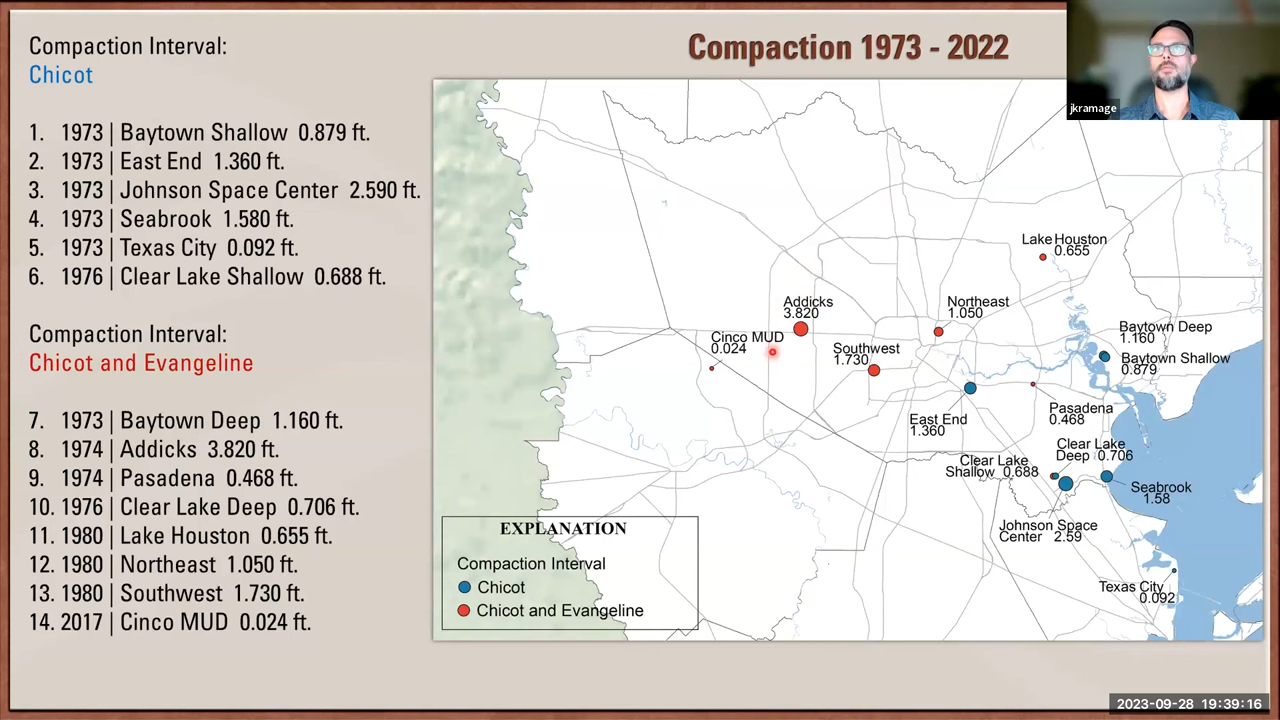 Compaction Interval:
Chicot
1. 1973 | Baytown Shallow 0.879 ft.
2. 1973 | East End 1.360 ft.
3. 1973 | Johnson Space Center 2.590 ft.
4. 1973 | Seabrook 1.580 ft.
5. 1973 | Texas City 0.092 ft.
6. 1976 | Clear Lake Shallow 0.688 ft.
Compaction Interval:
Chicot and Evangeline
7. 1973 | Baytown Deep 1.160 ft.
8. 1974 | Addicks 3.820 ft.
9. 1974 | Pasadena 0.468 ft.
10. 1976 | Clear Lake Deep 0.706 ft.
11. 1980 | Lake Houston 0.655 ft.
12. 1980 | Northeast 1.050 ft.
13. 1980 | Southwest 1.730 ft.
14. 2017 | Cinco MUD 0.024 ft.
Compaction 1973 - 2022
jkramage
Lake Houston
0.655
Addicks
3.820
Northeast
1.050
Cinco MUD
0.024
Southwest
1.730
Baytown Deep
1.160
Baytown Shallow
0.879
East End
1.360
Pasadena
0.468
Clear Lake
Deep 0.706
Clear Lake
Shallow 0.688
Seabrook
1.58
Johnson Space
Center 2.59
Texas City
0.092
EXPLANATION
Compaction Interval
Chicot
Chicot and Evangeline
2023-09-28 19:39:16